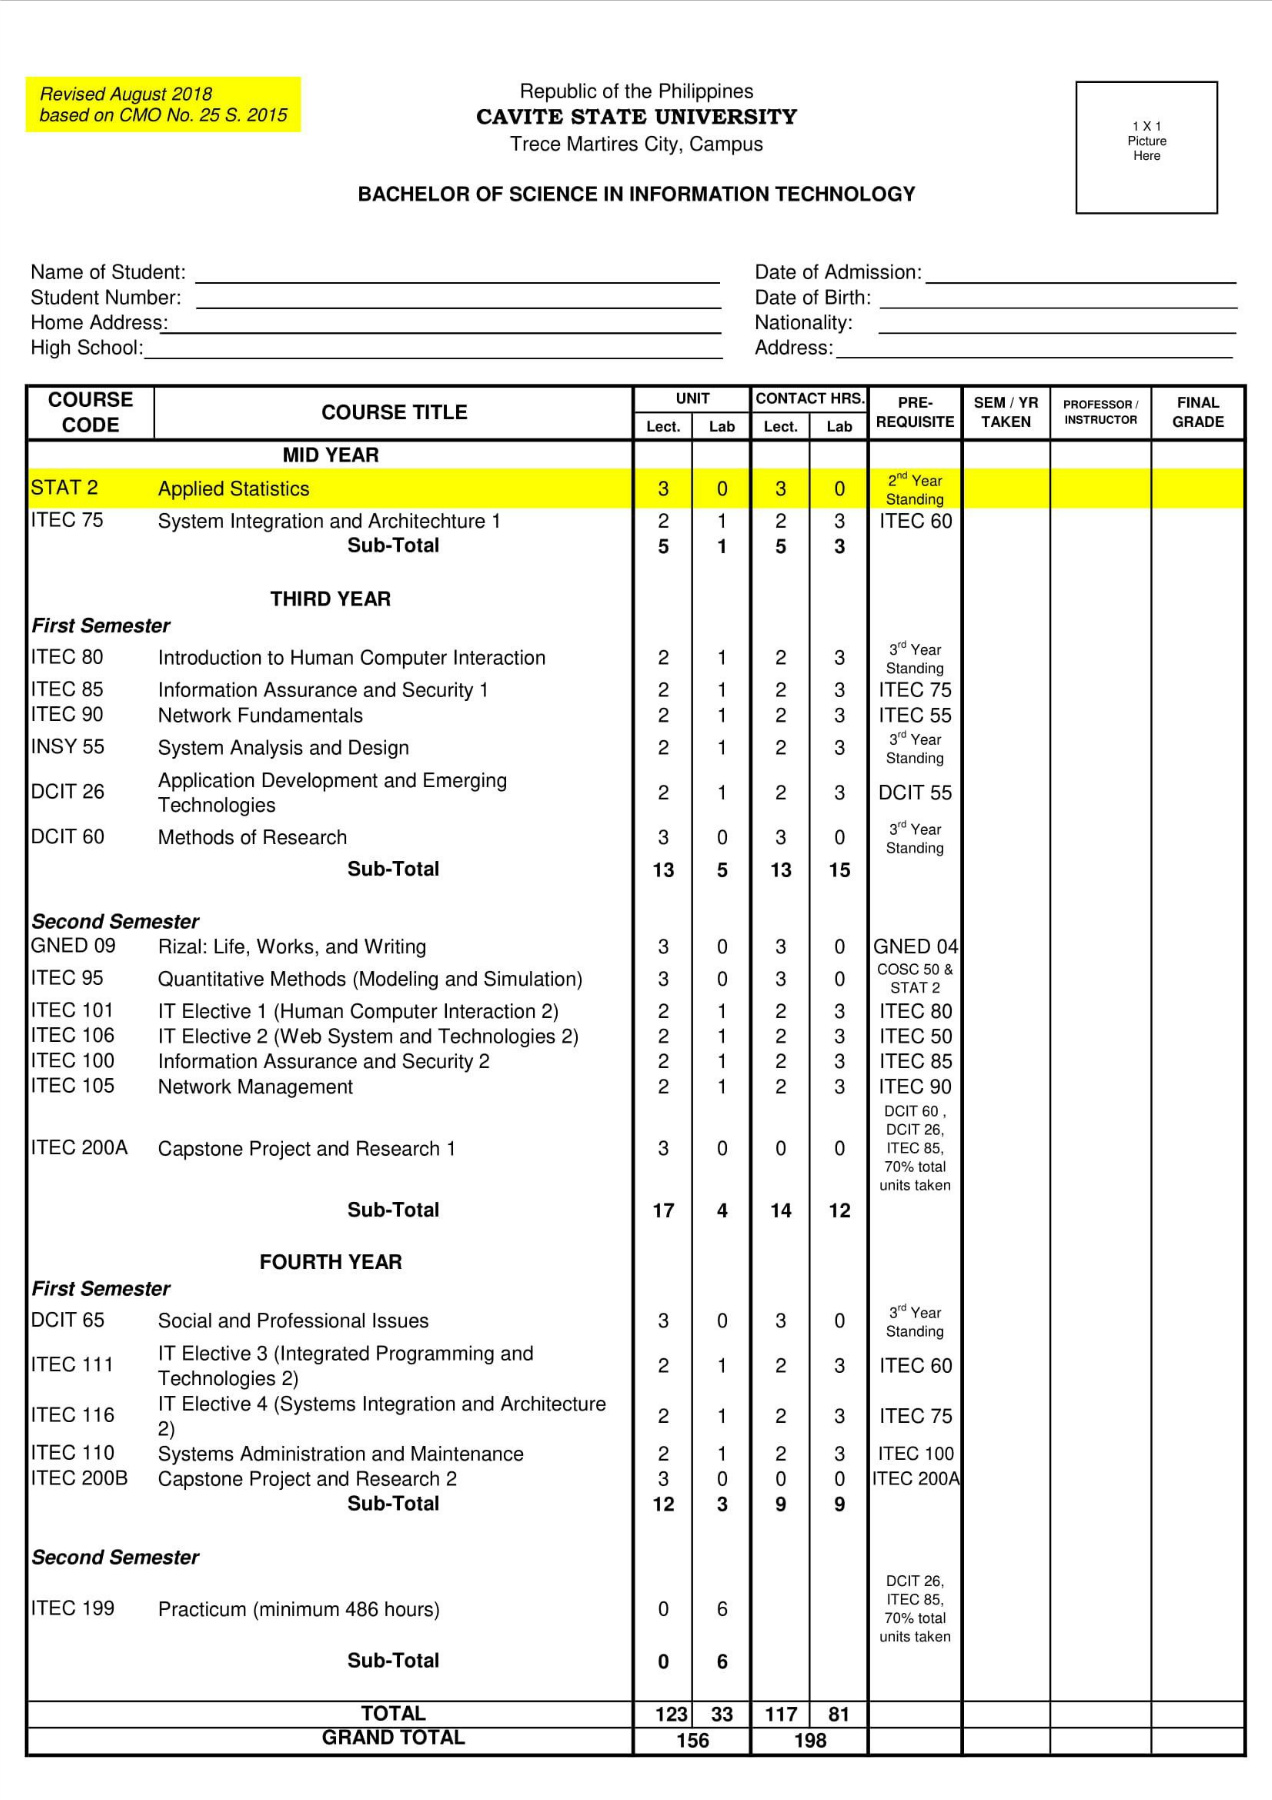 Revised August 2018
based on CMO No. 25 S. 2015
Republic of the Philippines
CAVITE STATE UNIVERSITY
Trece Martires City, Campus
1 X 1
Picture
Here
BACHELOR OF SCIENCE IN INFORMATION TECHNOLOGY
Name of Student: Date of Admission:
Student Number: Date of Birth:
Home Address: Nationality:
High School: Address:
COURSE CODE COURSE TITLE UNIT CONTACT HRS. PRE-REQUISITE SEM / YR TAKEN PROFESSOR / INSTRUCTOR FINAL GRADE
Lect. Lab Lect. Lab
MID YEAR
STAT 2 Applied Statistics 3 0 3 0 2nd Year Standing
ITEC 75 System Integration and Architechture 1 2 1 2 3 ITEC 60
Sub-Total 5 1 5 3
THIRD YEAR
First Semester
ITEC 80 Introduction to Human Computer Interaction 2 1 2 3 3rd Year Standing
ITEC 85 Information Assurance and Security 1 2 1 2 3 ITEC 75
ITEC 90 Network Fundamentals 2 1 2 3 ITEC 55
INSY 55 System Analysis and Design 2 1 2 3 3rd Year Standing
DCIT 26 Application Development and Emerging Technologies 2 1 2 3 DCIT 55
DCIT 60 Methods of Research 3 0 3 0 3rd Year Standing
Sub-Total 13 5 13 15
Second Semester
GNED 09 Rizal: Life, Works, and Writing 3 0 3 0 GNED 04
ITEC 95 Quantitative Methods (Modeling and Simulation) 3 0 3 0 COSC 50 & STAT 2
ITEC 101 IT Elective 1 (Human Computer Interaction 2) 2 1 2 3 ITEC 80
ITEC 106 IT Elective 2 (Web System and Technologies 2) 2 1 2 3 ITEC 50
ITEC 100 Information Assurance and Security 2 2 1 2 3 ITEC 85
ITEC 105 Network Management 2 1 2 3 ITEC 90
ITEC 200A Capstone Project and Research 1 3 0 0 0 DCIT 60 , DCIT 26, ITEC 85, 70% total units taken
Sub-Total 17 4 14 12
FOURTH YEAR
First Semester
DCIT 65 Social and Professional Issues 3 0 3 0 3rd Year Standing
ITEC 111 IT Elective 3 (Integrated Programming and Technologies 2) 2 1 2 3 ITEC 60
ITEC 116 IT Elective 4 (Systems Integration and Architecture 2) 2 1 2 3 ITEC 75
ITEC 110 Systems Administration and Maintenance 2 1 2 3 ITEC 100
ITEC 200B Capstone Project and Research 2 3 0 0 0 ITEC 200A
Sub-Total 12 3 9 9
Second Semester
ITEC 199 Practicum (minimum 486 hours) 0 6 DCIT 26, ITEC 85, 70% total units taken
Sub-Total 0 6
TOTAL 123 33 117 81
GRAND TOTAL 156 198